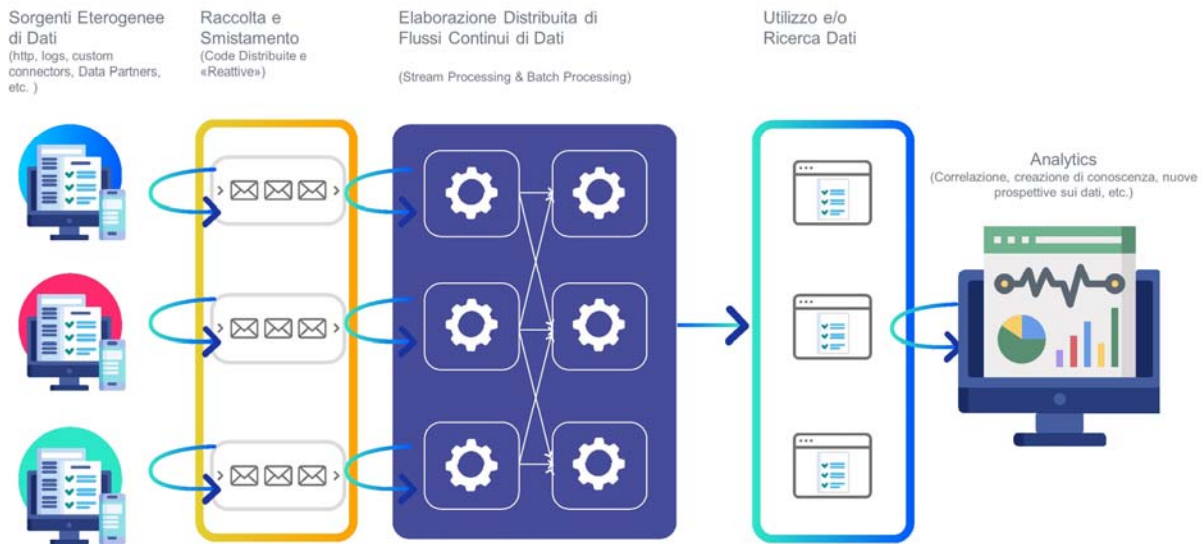 Sorgenti Eterogenee
di Dati
(http, logs, custom
connectors, Data Partners,
etc. )
Raccolta e
Smistamento
(Code Distribuite e
«Reattive»)
Elaborazione Distribuita di
Flussi Continui di Dati
(Stream Processing & Batch Processing)
Utilizzo e/o
Ricerca Dati
Analytics
(Correlazione, creazione di conoscenza, nuove
prospettive sui dati, etc.)